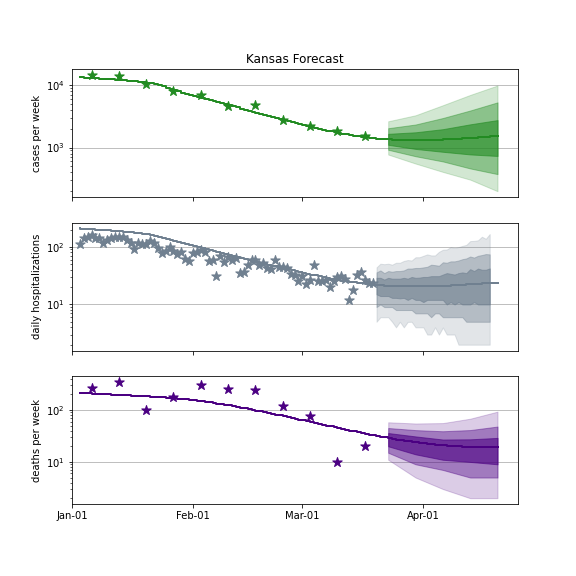 Kansas Forecast
cases per week
10⁴
10³
daily hospitalizations
10²
10¹
deaths per week
10²
10¹
Jan-01 Feb-01 Mar-01 Apr-01